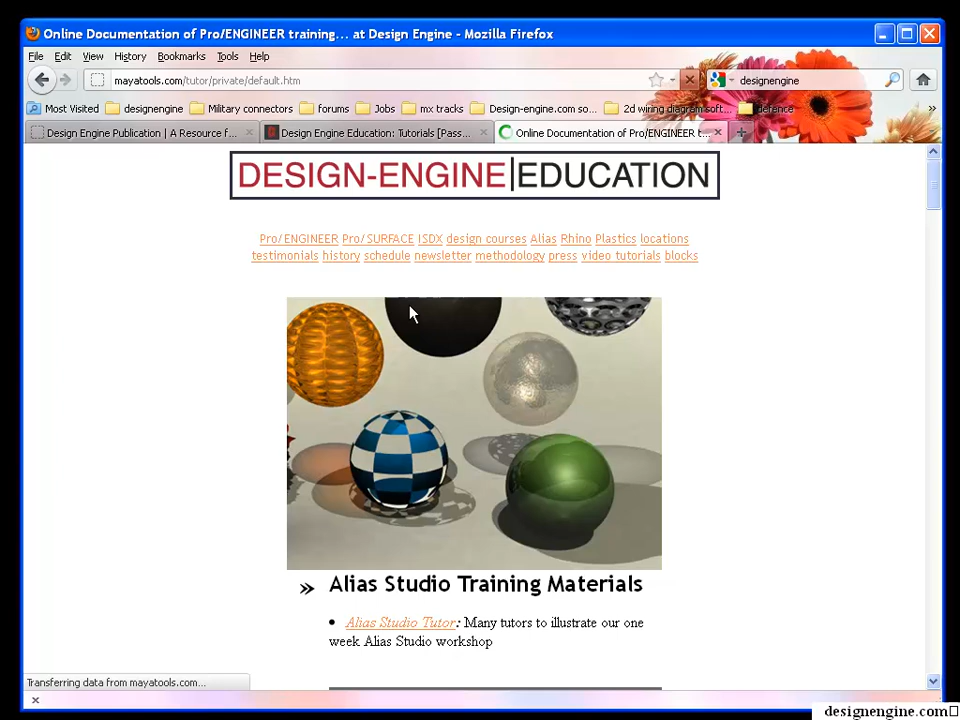 Online Documentation of Pro/ENGINEER training... at Design Engine - Mozilla Firefox
File Edit View History Bookmarks Tools Help
mayatools.com/tutor/private/default.htm
designengine
Most Visited designengine Military connectors forums Jobs mx tracks Design-engine.com so... 2d wiring diagram soft... defence
Design Engine Publication | A Resource f... Design Engine Education: Tutorials [Pass... Online Documentation of Pro/ENGINEER t...
DESIGN-ENGINE|EDUCATION
Pro/ENGINEER Pro/SURFACE ISDX design courses Alias Rhino Plastics locations
testimonials history schedule newsletter methodology press video tutorials blocks
» Alias Studio Training Materials
• Alias Studio Tutor: Many tutors to illustrate our one
week Alias Studio workshop
Transferring data from mayatools.com...
designengine.com